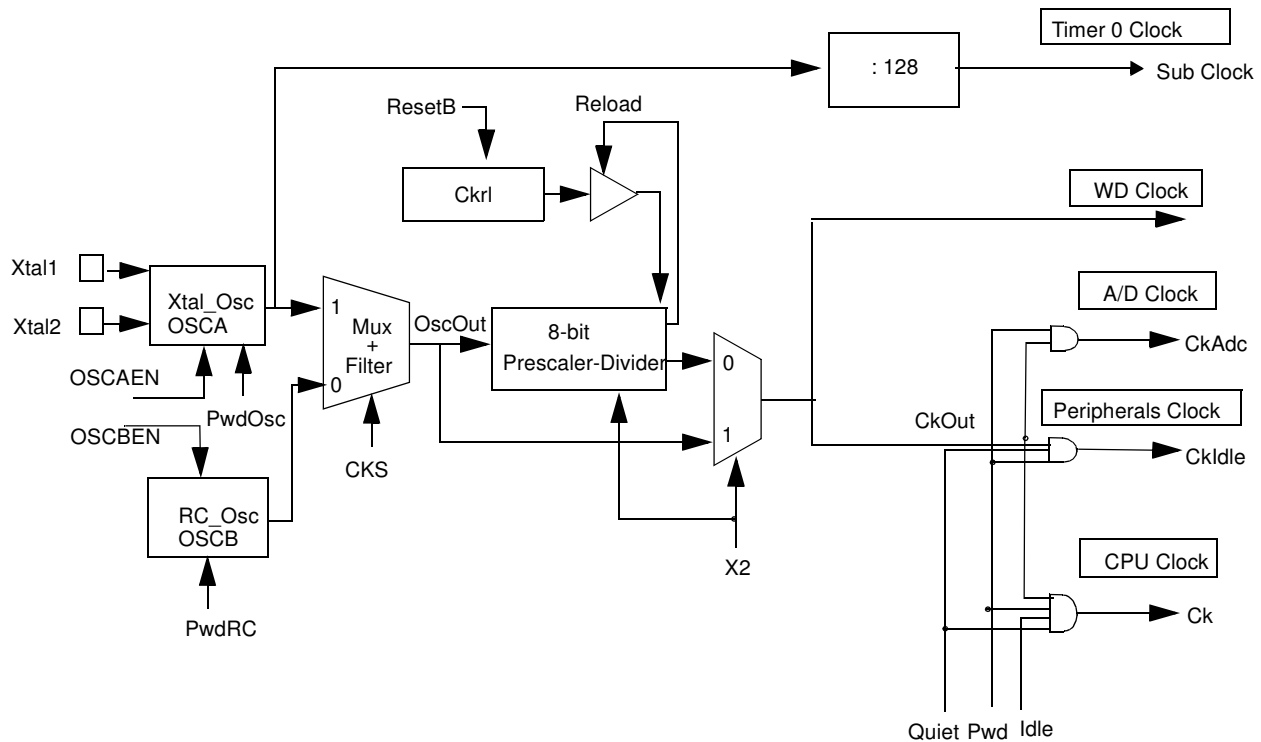 Timer 0 Clock
: 128
Sub Clock
ResetB
Reload
Ckrl
WD Clock
Xtal1
Xtal2
Xtal_Osc
OSCA
1
Mux
+
Filter
0
OscOut
8-bit
Prescaler-Divider
0
1
A/D Clock
CkAdc
OSCAEN
PwdOsc
OSCBEN
CKS
CkOut
Peripherals Clock
CkIdle
RC_Osc
OSCB
X2
CPU Clock
Ck
PwdRC
Quiet
Pwd
Idle